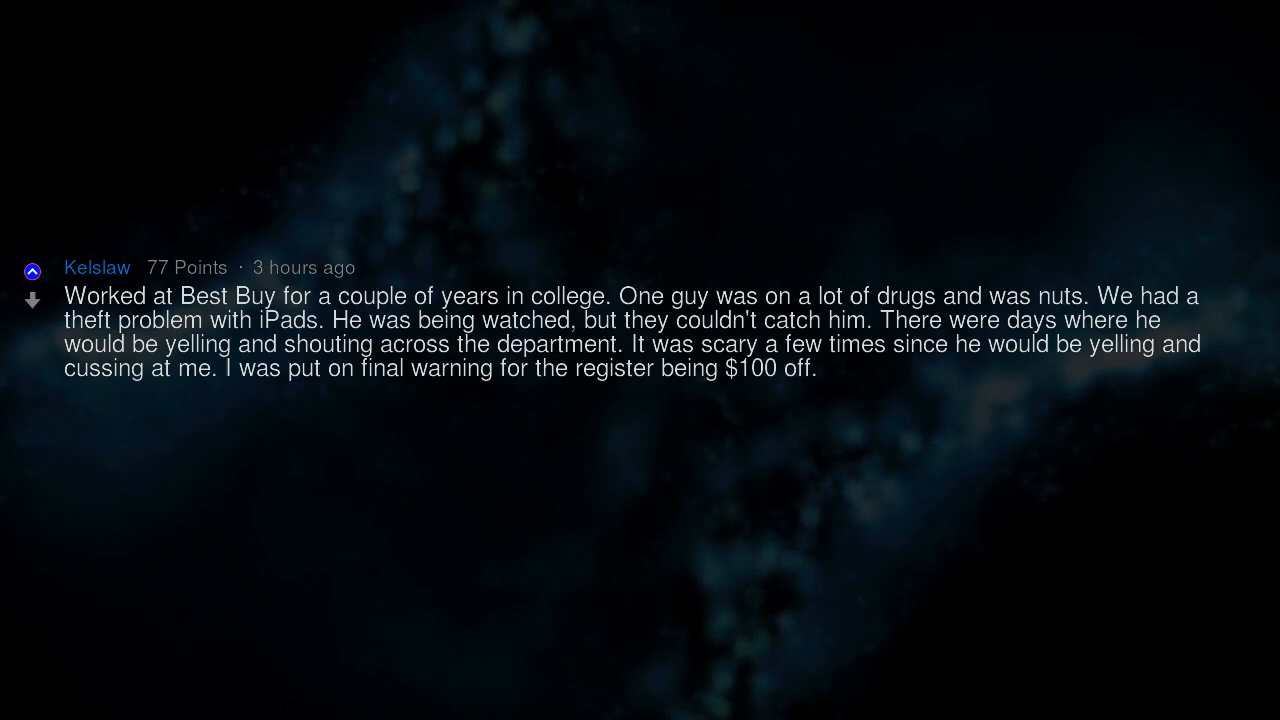 Kelslaw 77 Points · 3 hours ago
Worked at Best Buy for a couple of years in college. One guy was on a lot of drugs and was nuts. We had a
theft problem with iPads. He was being watched, but they couldn't catch him. There were days where he
would be yelling and shouting across the department. It was scary a few times since he would be yelling and
cussing at me. I was put on final warning for the register being $100 off.